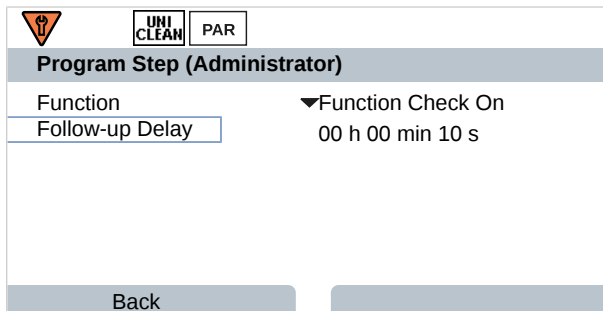 UNI
CLEAN
PAR
Program Step (Administrator)
Function
Function Check On
Follow-up Delay
00 h 00 min 10 s
Back